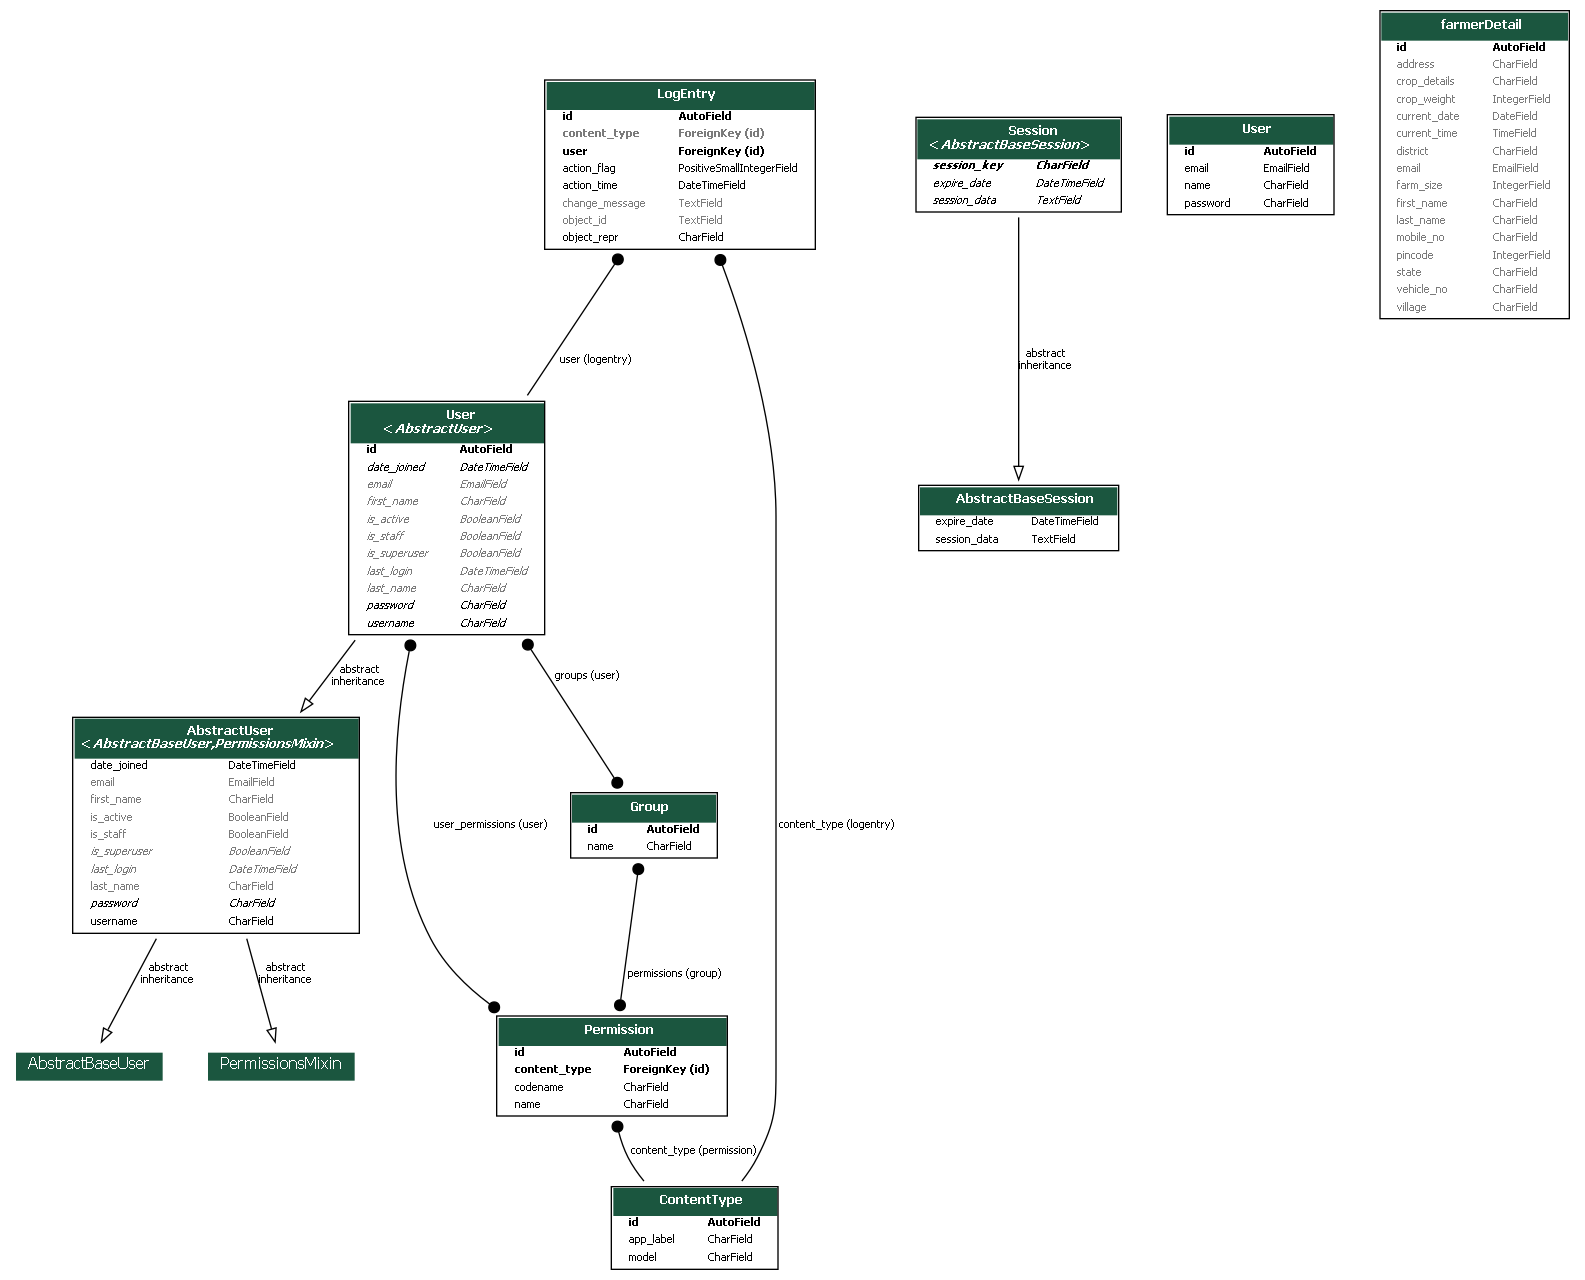 farmerDetail
id AutoField
address CharField
crop_details CharField
crop_weight IntegerField
current_date DateField
current_time TimeField
district CharField
email EmailField
farm_size IntegerField
first_name CharField
last_name CharField
mobile_no CharField
pincode IntegerField
state CharField
vehicle_no CharField
village CharField
LogEntry
id AutoField
content_type ForeignKey (id)
user ForeignKey (id)
action_flag PositiveSmallIntegerField
action_time DateTimeField
change_message TextField
object_id TextField
object_repr CharField
Session
<AbstractBaseSession>
session_key CharField
expire_date DateTimeField
session_data TextField
User
id AutoField
email EmailField
name CharField
password CharField
user (logentry)
abstract
inheritance
User
<AbstractUser>
id AutoField
date_joined DateTimeField
email EmailField
first_name CharField
is_active BooleanField
is_staff BooleanField
is_superuser BooleanField
last_login DateTimeField
last_name CharField
password CharField
username CharField
AbstractBaseSession
expire_date DateTimeField
session_data TextField
abstract
inheritance
groups (user)
AbstractUser
<AbstractBaseUser,PermissionsMixin>
date_joined DateTimeField
email EmailField
first_name CharField
is_active BooleanField
is_staff BooleanField
is_superuser BooleanField
last_login DateTimeField
last_name CharField
password CharField
username CharField
user_permissions (user)
Group
id AutoField
name CharField
content_type (logentry)
abstract
inheritance
abstract
inheritance
permissions (group)
AbstractBaseUser
PermissionsMixin
Permission
id AutoField
content_type ForeignKey (id)
codename CharField
name CharField
content_type (permission)
ContentType
id AutoField
app_label CharField
model CharField